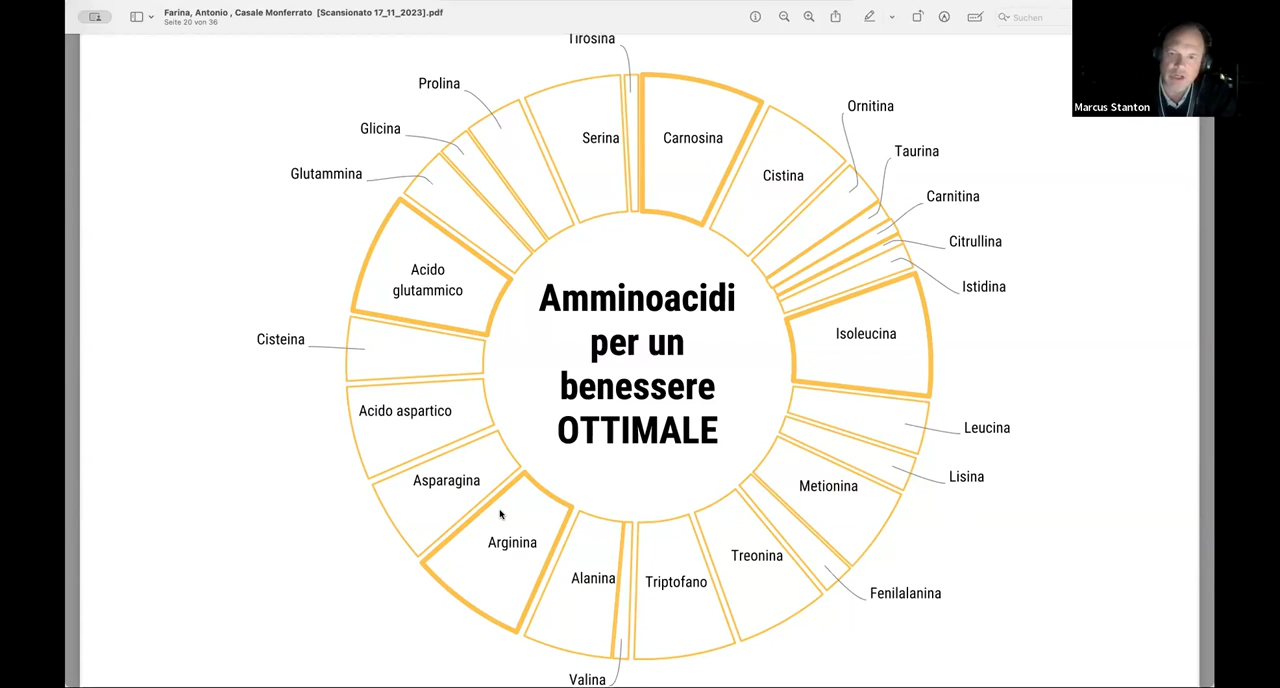 Farina, Antonio , Casale Monferrato [Scansionato 17_11_2023].pdf
Seite 20 von 36
Suchen
Marcus Stanton
Tirosina
Prolina
Glicina
Glutammina
Serina
Carnosina
Cistina
Ornitina
Taurina
Carnitina
Citrullina
Istidina
Acido
glutammico
Isoleucina
Cisteina
Amminoacidi
per un
benessere
OTTIMALE
Acido aspartico
Leucina
Asparagina
Lisina
Metionina
Arginina
Treonina
Alanina
Triptofano
Fenilalanina
Valina